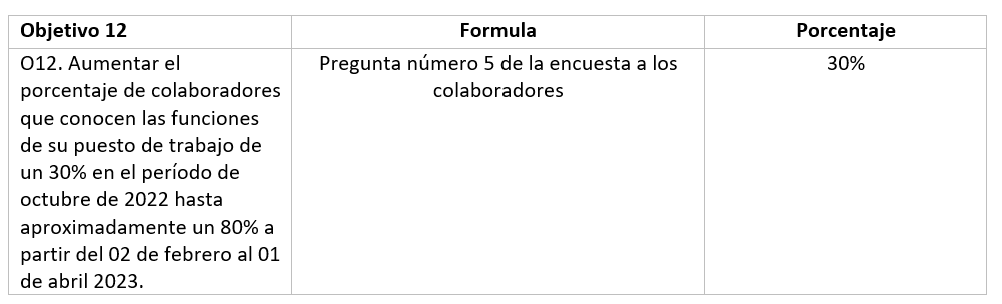 Objetivo 12
Formula
Porcentaje
O12. Aumentar el
porcentaje de colaboradores
que conocen las funciones
de su puesto de trabajo de
un 30% en el período de
octubre de 2022 hasta
aproximadamente un 80% a
partir del 02 de febrero al 01
de abril 2023.
Pregunta número 5 de la encuesta a los
colaboradores
30%